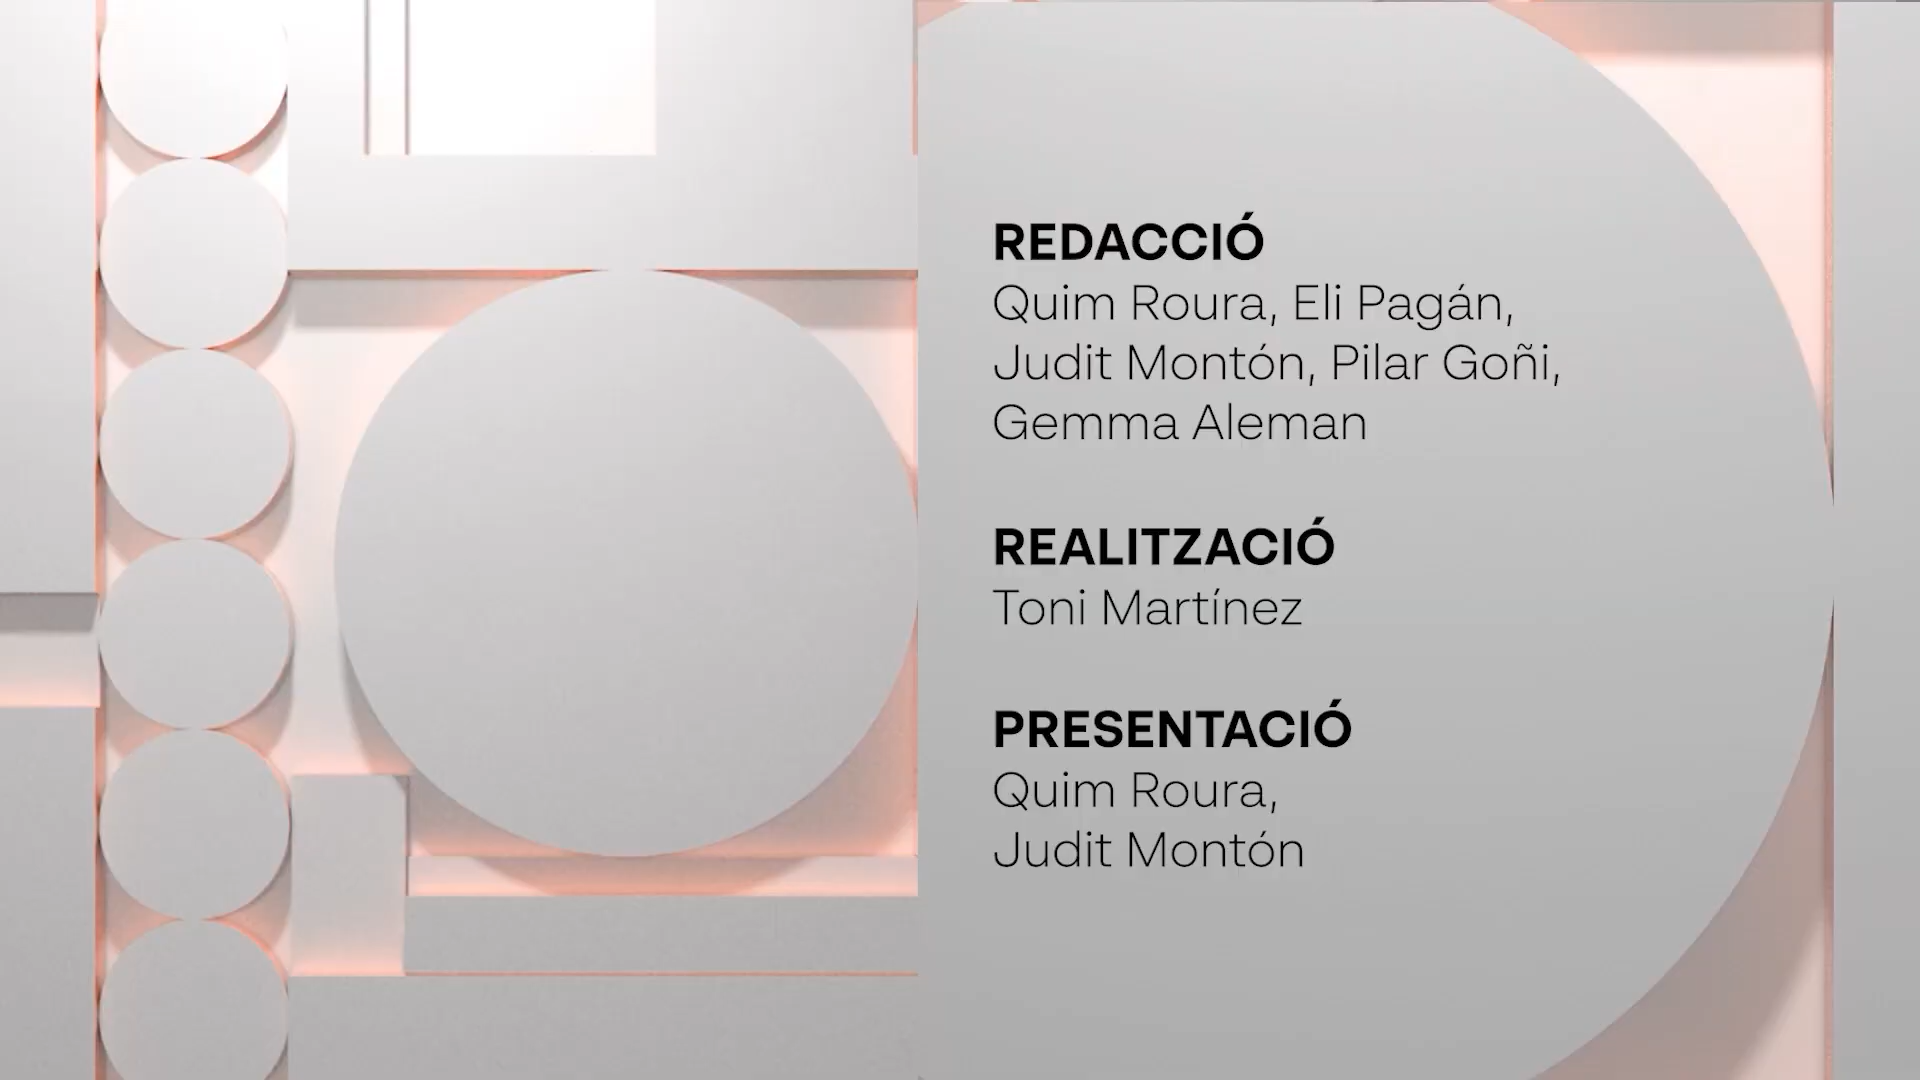 REDACCIÓ
Quim Roura, Eli Pagán,
Judit Montón, Pilar Goñi,
Gemma Aleman
REALITZACIÓ
Toni Martínez
PRESENTACIÓ
Quim Roura,
Judit Montón